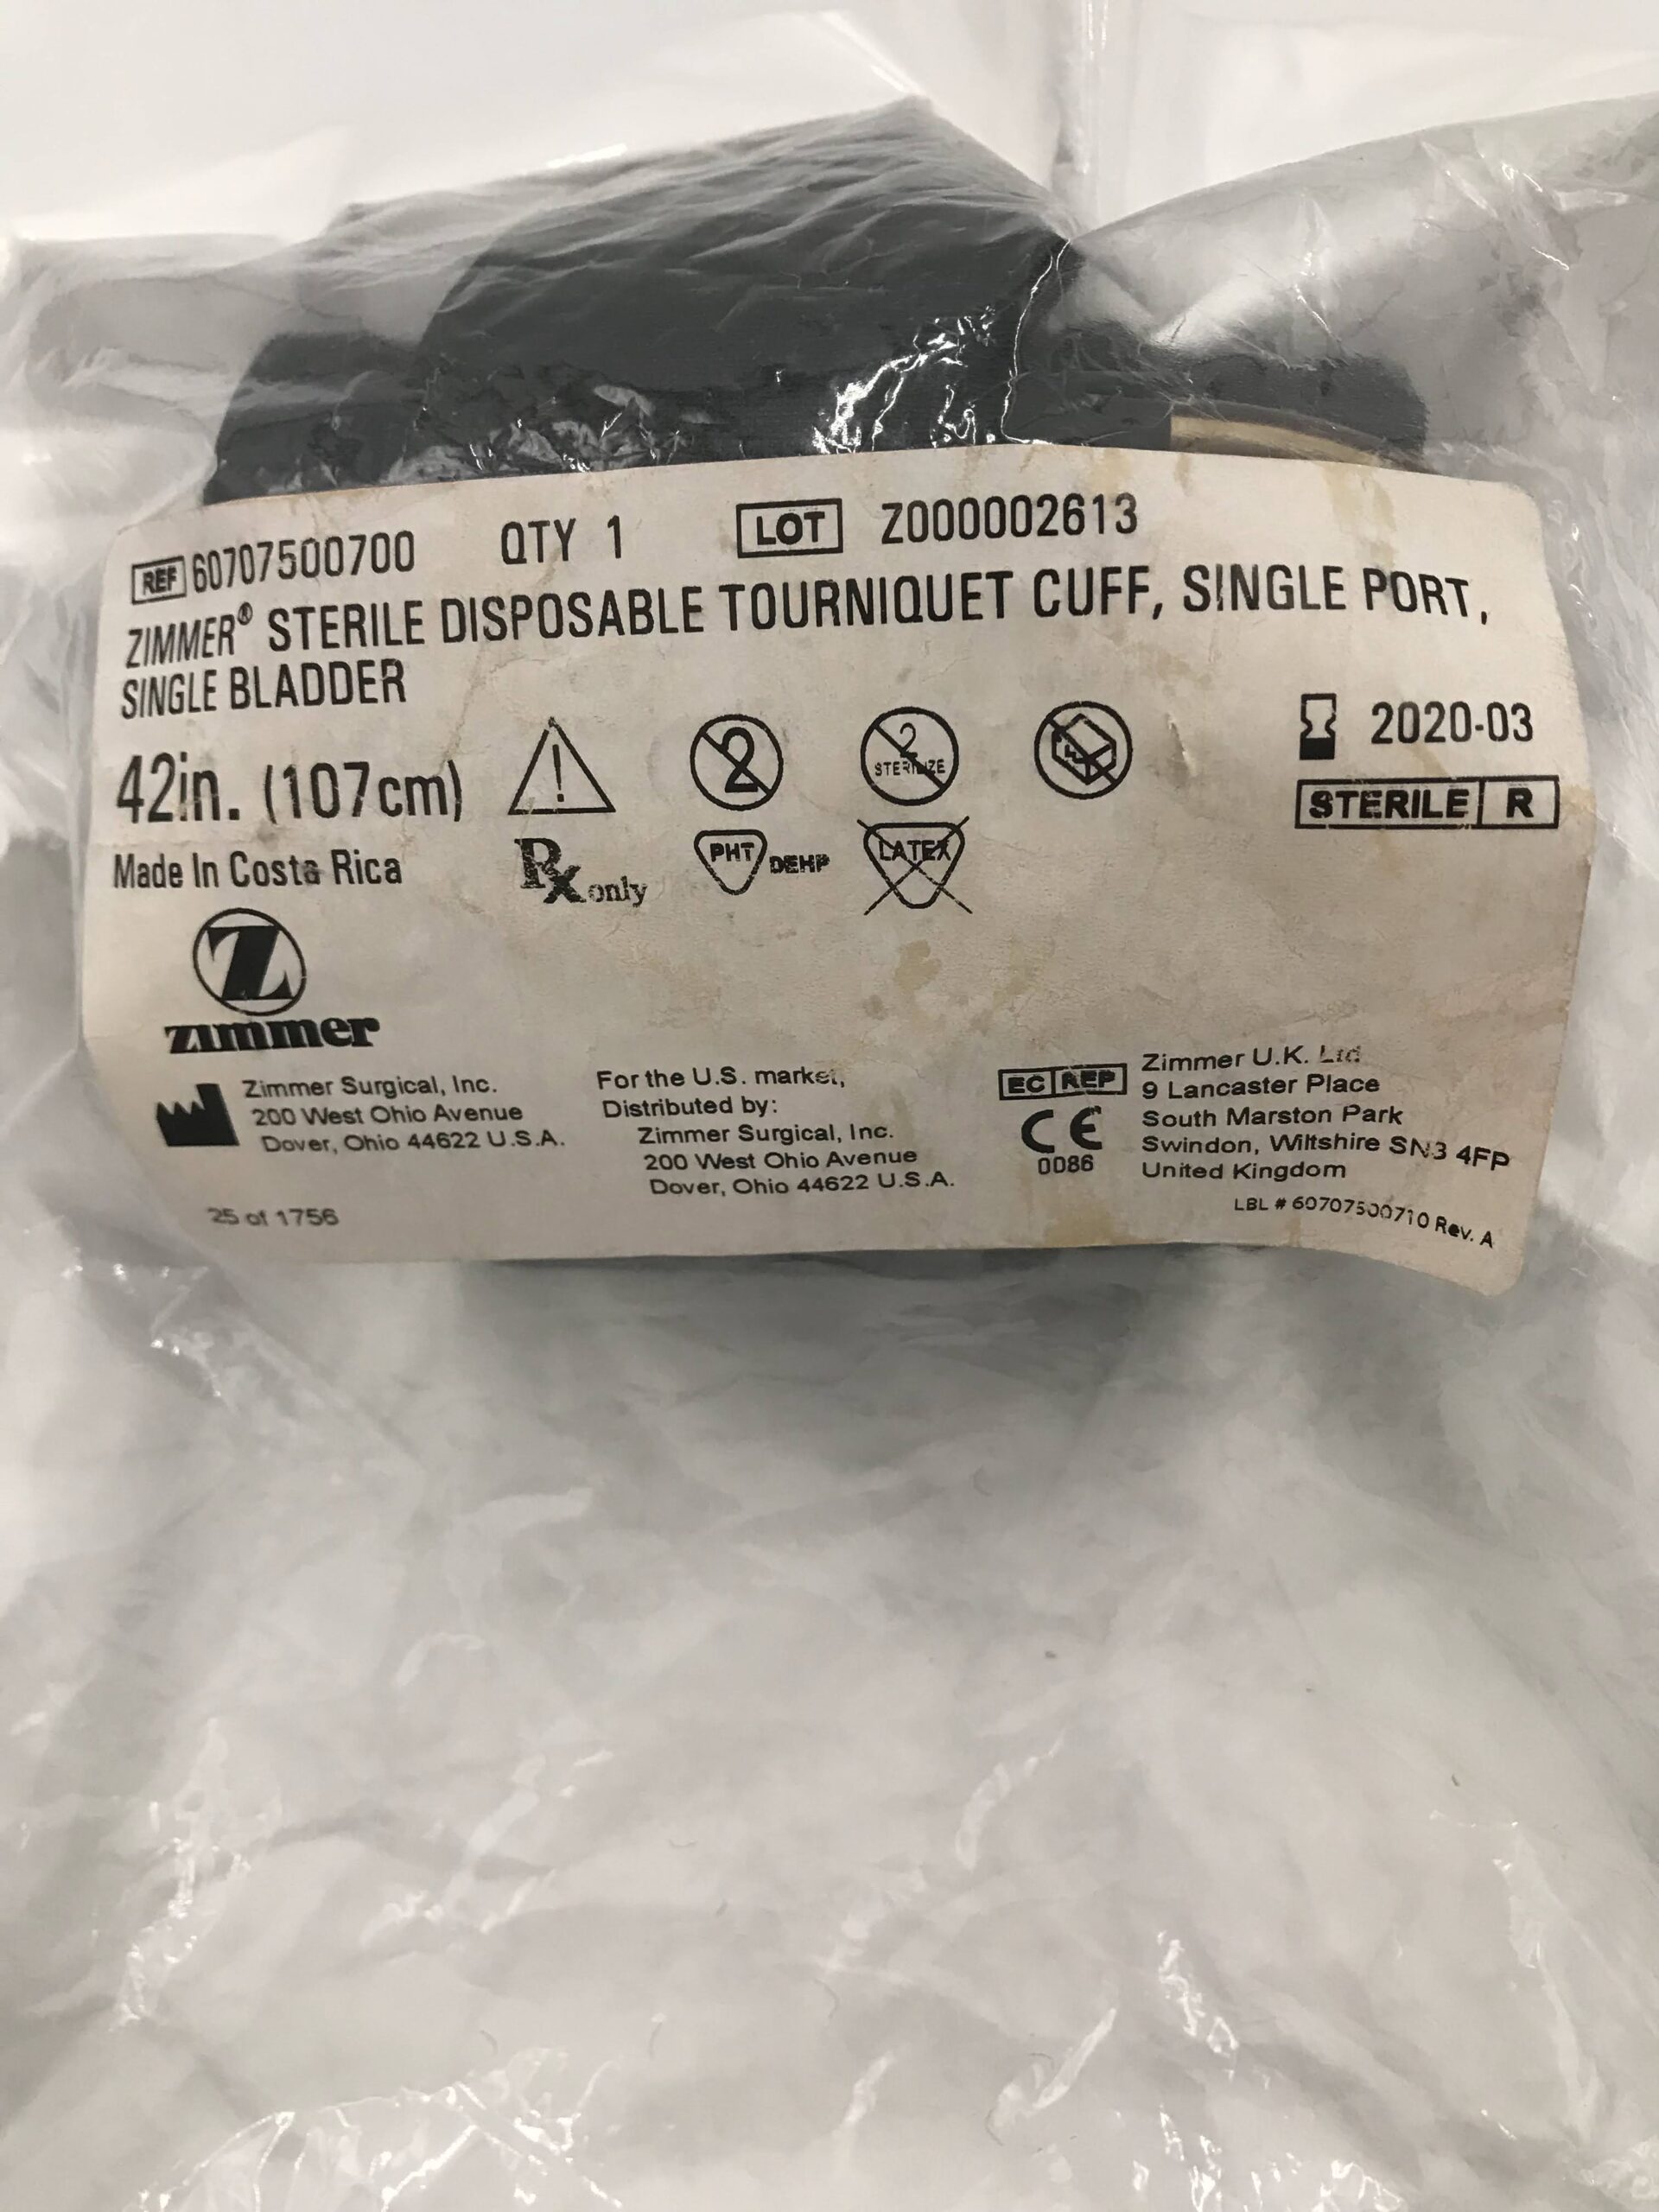 REF 60707500700 QTY 1 LOT Z000002613
ZIMMER® STERILE DISPOSABLE TOURNIQUET CUFF, SINGLE PORT,
SINGLE BLADDER
42in. (107cm)
2
2
STERILIZE
2020-03
STERILE R
Made In Costa Rica
Rx only
PHT DEHP
LATEX
Z
zimmer
Zimmer Surgical, Inc.
200 West Ohio Avenue
Dover, Ohio 44622 U.S.A.
For the U.S. market,
Distributed by:
Zimmer Surgical, Inc.
200 West Ohio Avenue
Dover, Ohio 44622 U.S.A.
EC REP
CE
0086
Zimmer U.K. Ltd
9 Lancaster Place
South Marston Park
Swindon, Wiltshire SN3 4FP
United Kingdom
25 of 1756
LBL # 60707500710 Rev. A